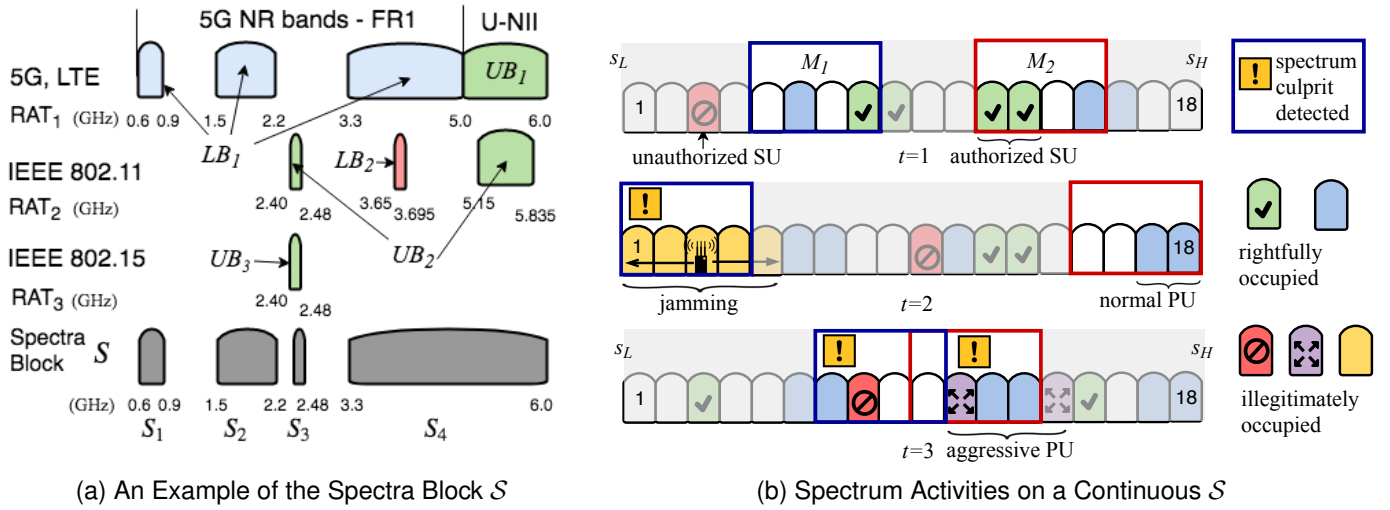 5G NR bands - FR1
U-NII
5G, LTE
UB1
RAT1 (GHz) 0.6 0.9 1.5 2.2 3.3 5.0 6.0
LB1
LB2
IEEE 802.11
RAT2 (GHz) 2.40 2.48 3.65 3.695 5.15 5.835
IEEE 802.15
UB3
UB2
RAT3 (GHz) 2.40 2.48
Spectra
Block S
(GHz) 0.6 0.9 1.5 2.2 2.48 3.3 6.0
S1 S2 S3 S4
(a) An Example of the Spectra Block S
sL M1 M2 sH
1 18
unauthorized SU t=1 authorized SU
! spectrum
culprit
detected
!
1 18
jamming t=2 normal PU
rightfully
occupied
sL ! ! sH
1 18
t=3 aggressive PU
illegitimately
occupied
(b) Spectrum Activities on a Continuous S